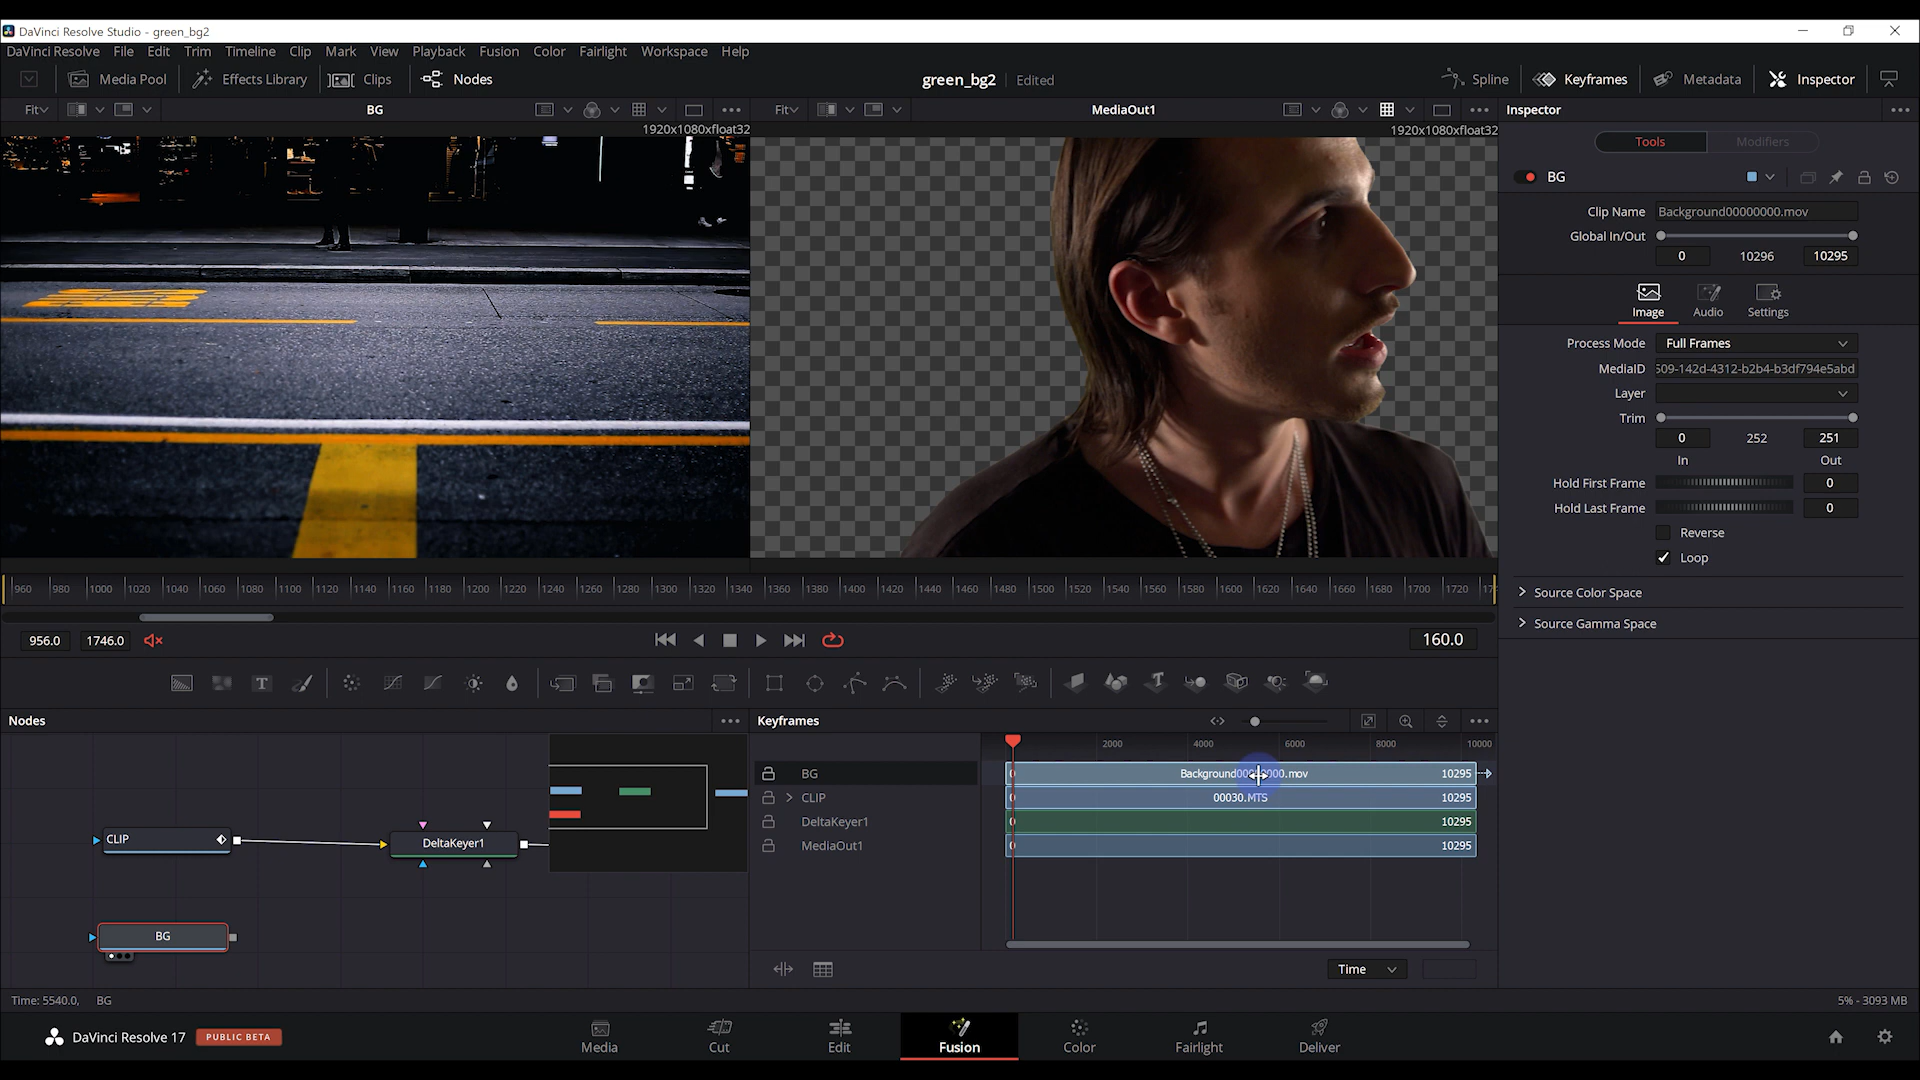 DaVinci Resolve Studio - green_bg2
DaVinci Resolve File Edit Trim Timeline Clip Mark View Playback Fusion Color Fairlight Workspace Help
Media Pool Effects Library Clips Nodes green_bg2 Edited Spline Keyframes Metadata Inspector
Fit BG Fit MediaOut1 Inspector
1920x1080xfloat32 1920x1080xfloat32
Tools Modifiers
BG
Clip Name Background00000000.mov
Global In/Out
0 10296 10295
Image Audio Settings
Process Mode Full Frames
MediaID 509-142d-4312-b2b4-b3df794e5abd
Layer
Trim
0 252 251
In Out
Hold First Frame 0
Hold Last Frame 0
Reverse
Loop
Source Color Space
Source Gamma Space
960 980 1000 1020 1040 1060 1080 1100 1120 1140 1160 1180 1200 1220 1240 1260 1280 1300 1320 1340 1360 1380 1400 1420 1440 1460 1480 1500 1520 1540 1560 1580 1600 1620 1640 1660 1680 1700 1720
956.0 1746.0 160.0
Nodes Keyframes
2000 4000 6000 8000 10000
BG 0 10295
CLIP 0 00030.MTS 10295
DeltaKeyer1 0 10295
MediaOut1 0 10295
CLIP
DeltaKeyer1
BG
Time
Time: 5540.0, BG 5% - 3093 MB
DaVinci Resolve 17 PUBLIC BETA Media Cut Edit Fusion Color Fairlight Deliver